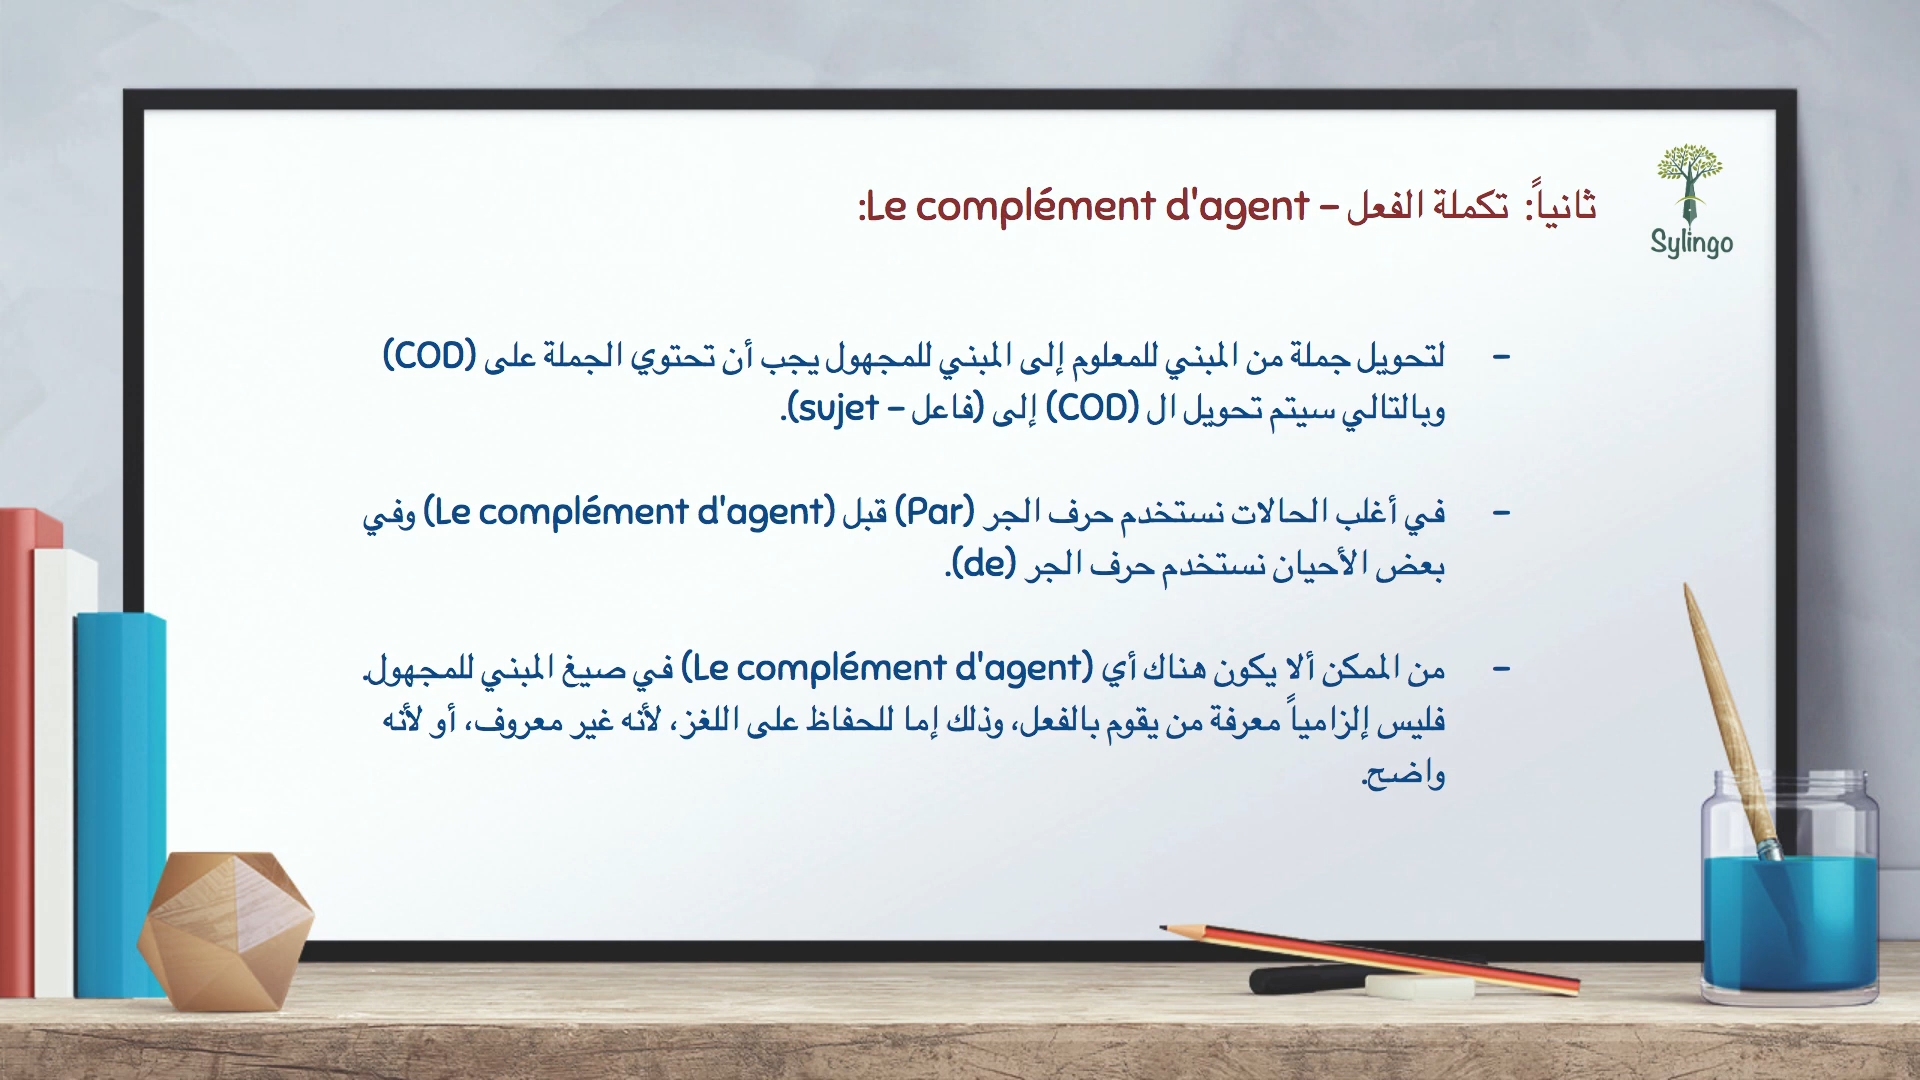 ثانياً: تكملة الفعل – Le complément d'agent:
Sylingo
– لتحويل جملة من المبني للمعلوم إلى المبني للمجهول يجب أن تحتوي الجملة على (COD)
وبالتالي سيتم تحويل ال (COD) إلى (فاعل – sujet).
– في أغلب الحالات نستخدم حرف الجر (Par) قبل (Le complément d'agent) وفي
بعض الأحيان نستخدم حرف الجر (de).
– من الممكن ألا يكون هناك أي (Le complément d'agent) في صيغ المبني للمجهول.
فليس إلزامياً معرفة من يقوم بالفعل، وذلك إما للحفاظ على اللغز، لأنه غير معروف، أو لأنه
واضح.